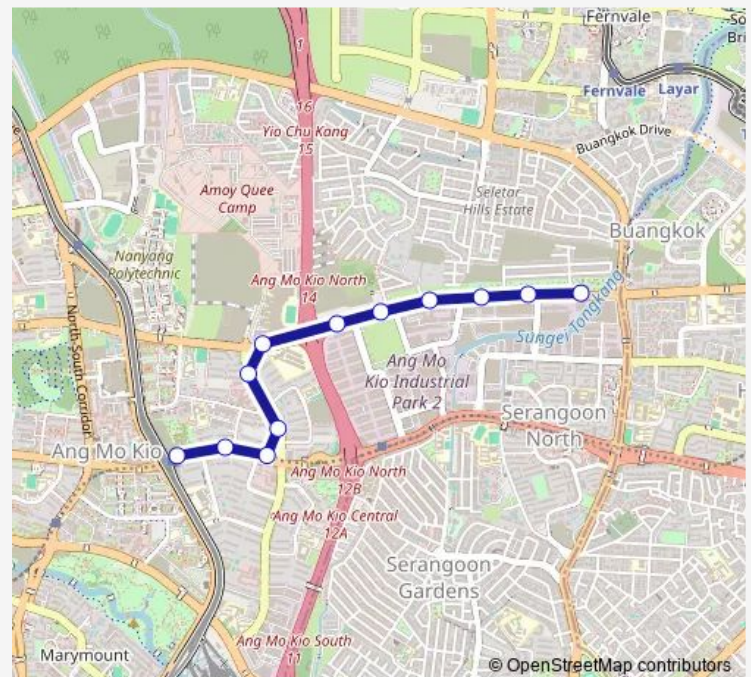 Fernvale
1
16
Yio Chu Kang
15
Fernvale Layar
Buangkok Drive
Amoy Quee
Camp
Seletar
Hills Estate
Buangkok
Nanyang
Polytechnic
Ang Mo Kio North
14
Sungei Tongkang
North-South Corridor
Ang Mo
Kio Industrial
Park 2
Serangoon
North
Ang Mo Kio
Ang Mo Kio North
12B
Ang Mo Kio Central
12A
Serangoon
Gardens
Ang Mo Kio South
11
Marymount
© OpenStreetMap contributors